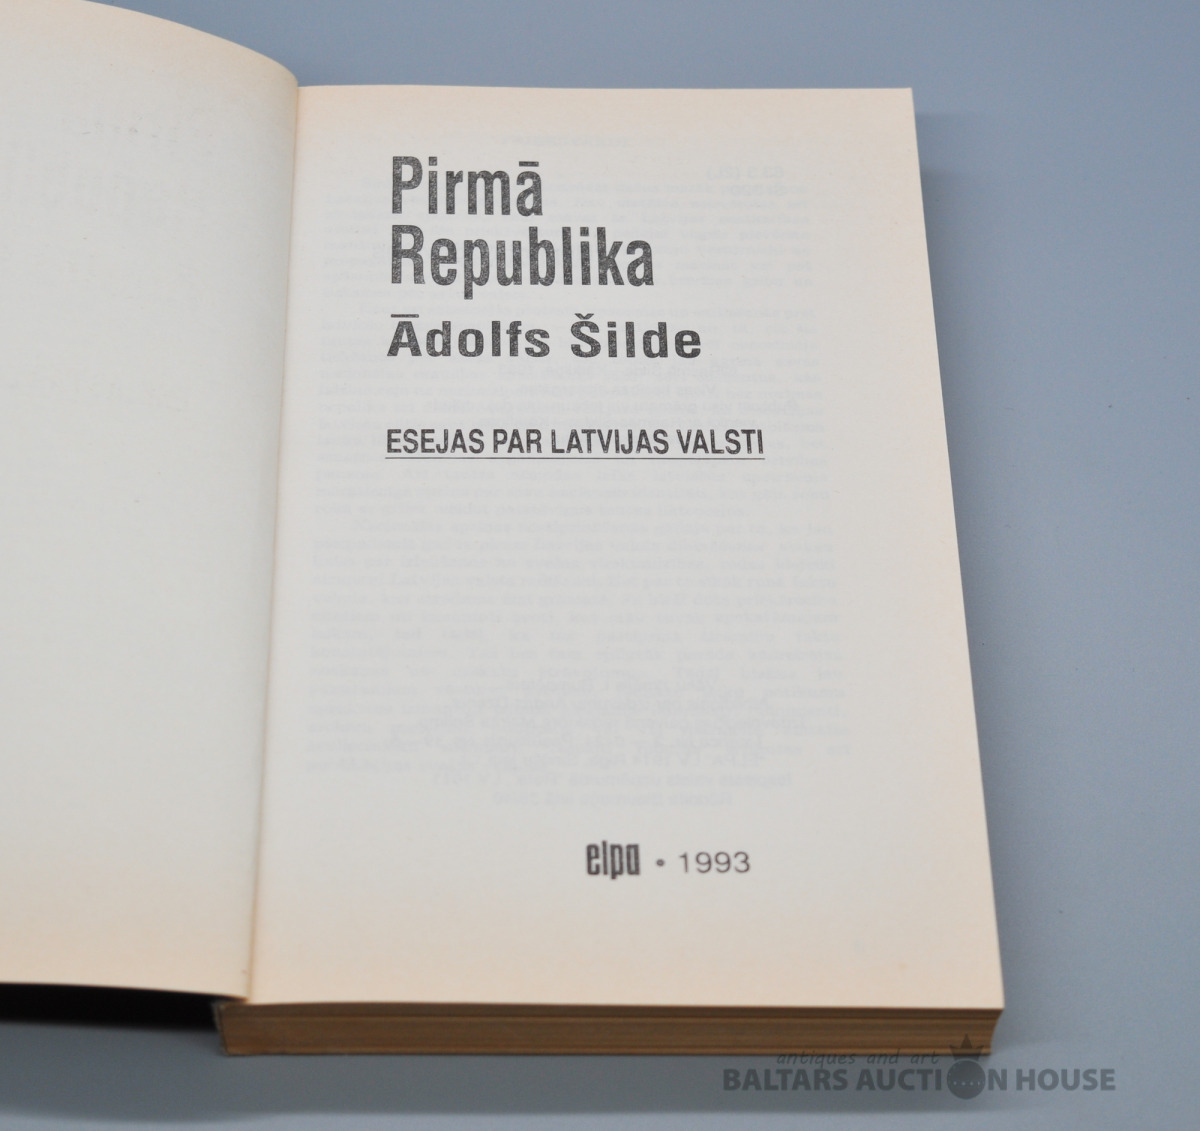 Pirmā
Republika
Ādolfs Šilde
ESEJAS PAR LATVIJAS VALSTI
elpa • 1993
antiques and art
BALTARS AUCTION HOUSE